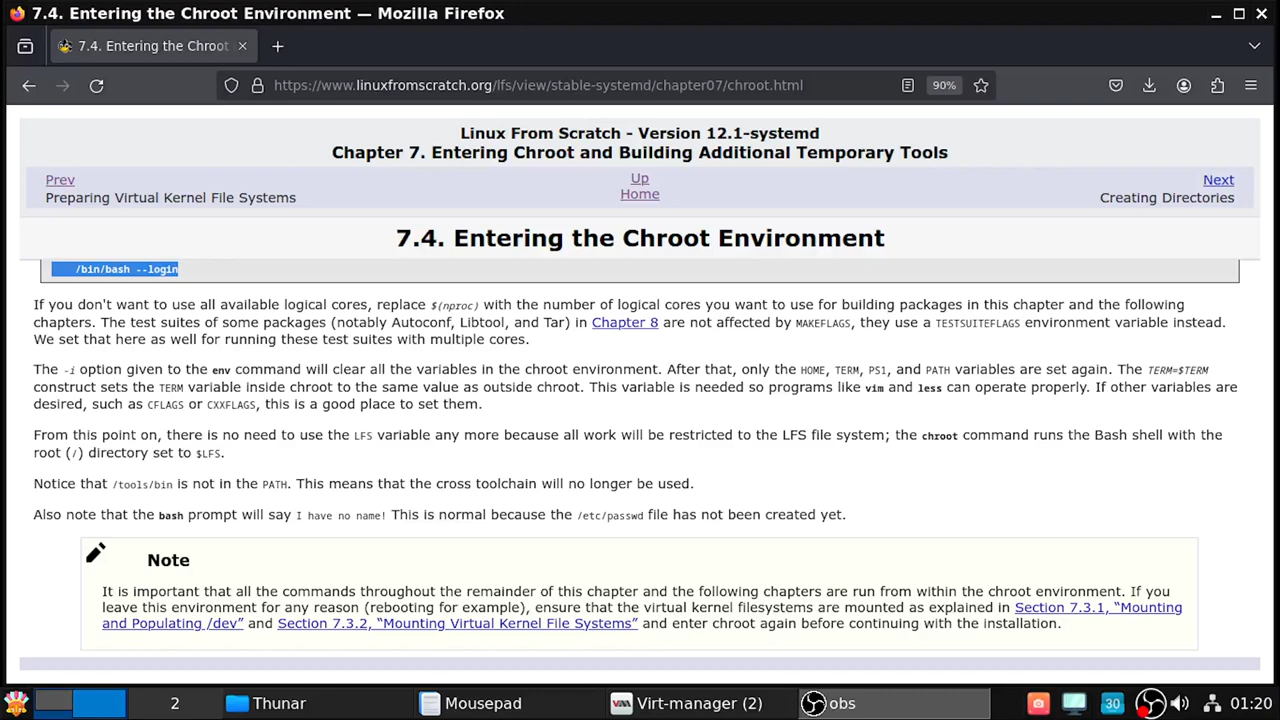 7.4. Entering the Chroot Environment — Mozilla Firefox
7.4. Entering the Chroot
https://www.linuxfromscratch.org/lfs/view/stable-systemd/chapter07/chroot.html
90%
Linux From Scratch - Version 12.1-systemd
Chapter 7. Entering Chroot and Building Additional Temporary Tools
Prev
Up
Next
Preparing Virtual Kernel File Systems
Home
Creating Directories
7.4. Entering the Chroot Environment
/bin/bash --login
If you don't want to use all available logical cores, replace $(nproc) with the number of logical cores you want to use for building packages in this chapter and the following
chapters. The test suites of some packages (notably Autoconf, Libtool, and Tar) in Chapter 8 are not affected by MAKEFLAGS, they use a TESTSUITEFLAGS environment variable instead.
We set that here as well for running these test suites with multiple cores.
The -i option given to the env command will clear all the variables in the chroot environment. After that, only the HOME, TERM, PS1, and PATH variables are set again. The TERM=$TERM
construct sets the TERM variable inside chroot to the same value as outside chroot. This variable is needed so programs like vim and less can operate properly. If other variables are
desired, such as CFLAGS or CXXFLAGS, this is a good place to set them.
From this point on, there is no need to use the LFS variable any more because all work will be restricted to the LFS file system; the chroot command runs the Bash shell with the
root (/) directory set to $LFS.
Notice that /tools/bin is not in the PATH. This means that the cross toolchain will no longer be used.
Also note that the bash prompt will say I have no name! This is normal because the /etc/passwd file has not been created yet.
Note
It is important that all the commands throughout the remainder of this chapter and the following chapters are run from within the chroot environment. If you
leave this environment for any reason (rebooting for example), ensure that the virtual kernel filesystems are mounted as explained in Section 7.3.1, “Mounting
and Populating /dev” and Section 7.3.2, “Mounting Virtual Kernel File Systems” and enter chroot again before continuing with the installation.
2
Thunar
Mousepad
Virt-manager (2)
obs
30
01:20